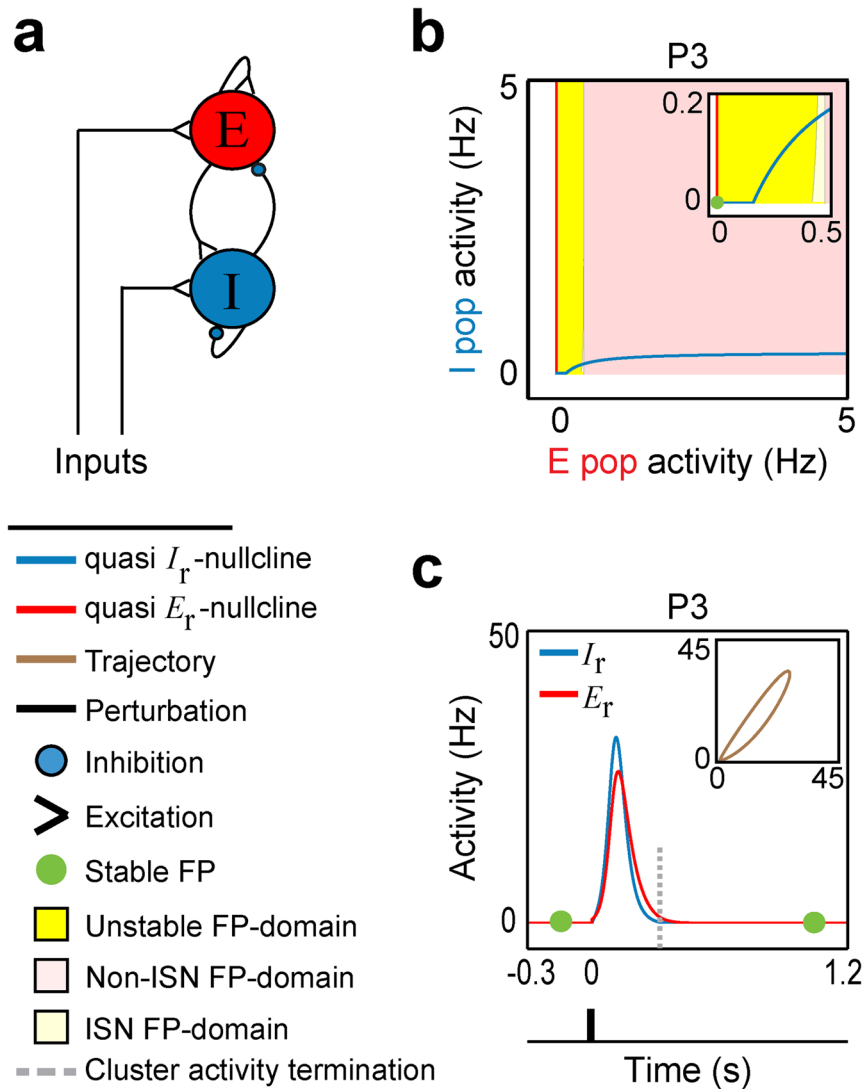 a
E
I
Inputs
b
P3
5
I pop activity (Hz)
0
0
5
E pop activity (Hz)
0.2
0
0
0.5
quasi Ir-nullcline
quasi Er-nullcline
Trajectory
Perturbation
Inhibition
Excitation
Stable FP
Unstable FP-domain
Non-ISN FP-domain
ISN FP-domain
Cluster activity termination
c
P3
50
Activity (Hz)
0
Ir
Er
45
0
0
45
-0.3
0
1.2
Time (s)